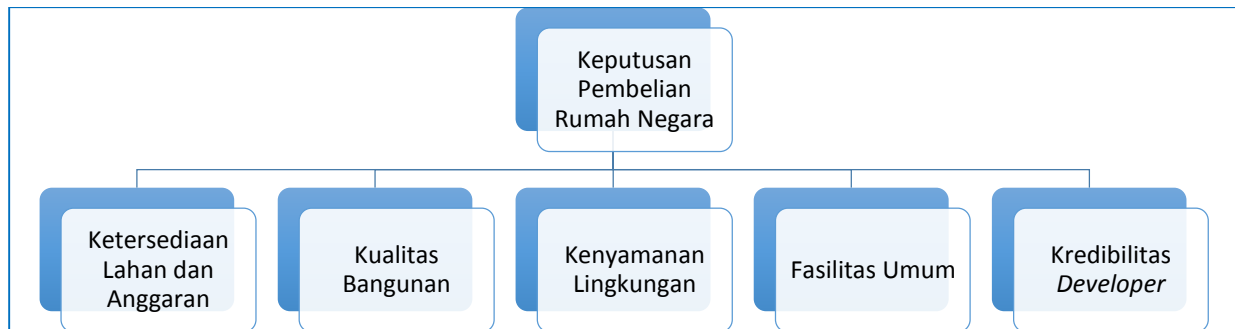 Keputusan
Pembelian
Rumah Negara
Ketersediaan
Lahan dan
Anggaran
Kualitas
Bangunan
Kenyamanan
Lingkungan
Fasilitas Umum
Kredibilitas
Developer